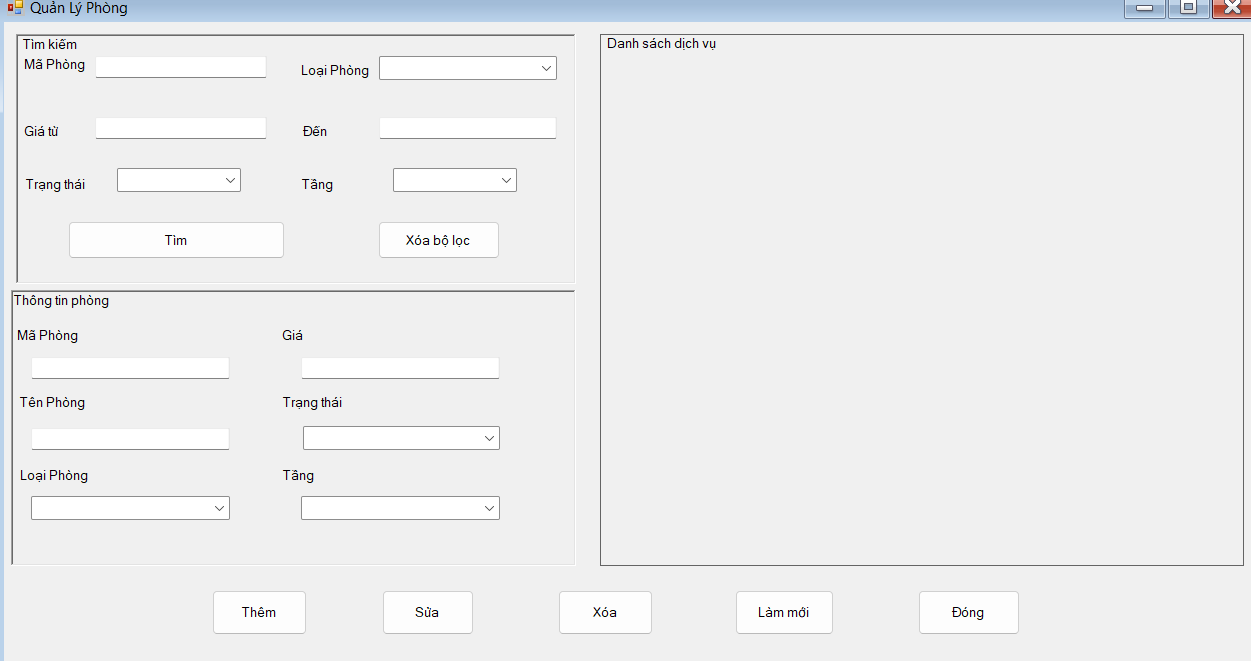 Quản Lý Phòng
Tìm kiếm
Mã Phòng
Loại Phòng
Giá từ
Đến
Trạng thái
Tầng
Tìm
Xóa bộ lọc
Danh sách dịch vụ
Thông tin phòng
Mã Phòng
Giá
Tên Phòng
Trạng thái
Loại Phòng
Tầng
Thêm
Sửa
Xóa
Làm mới
Đóng